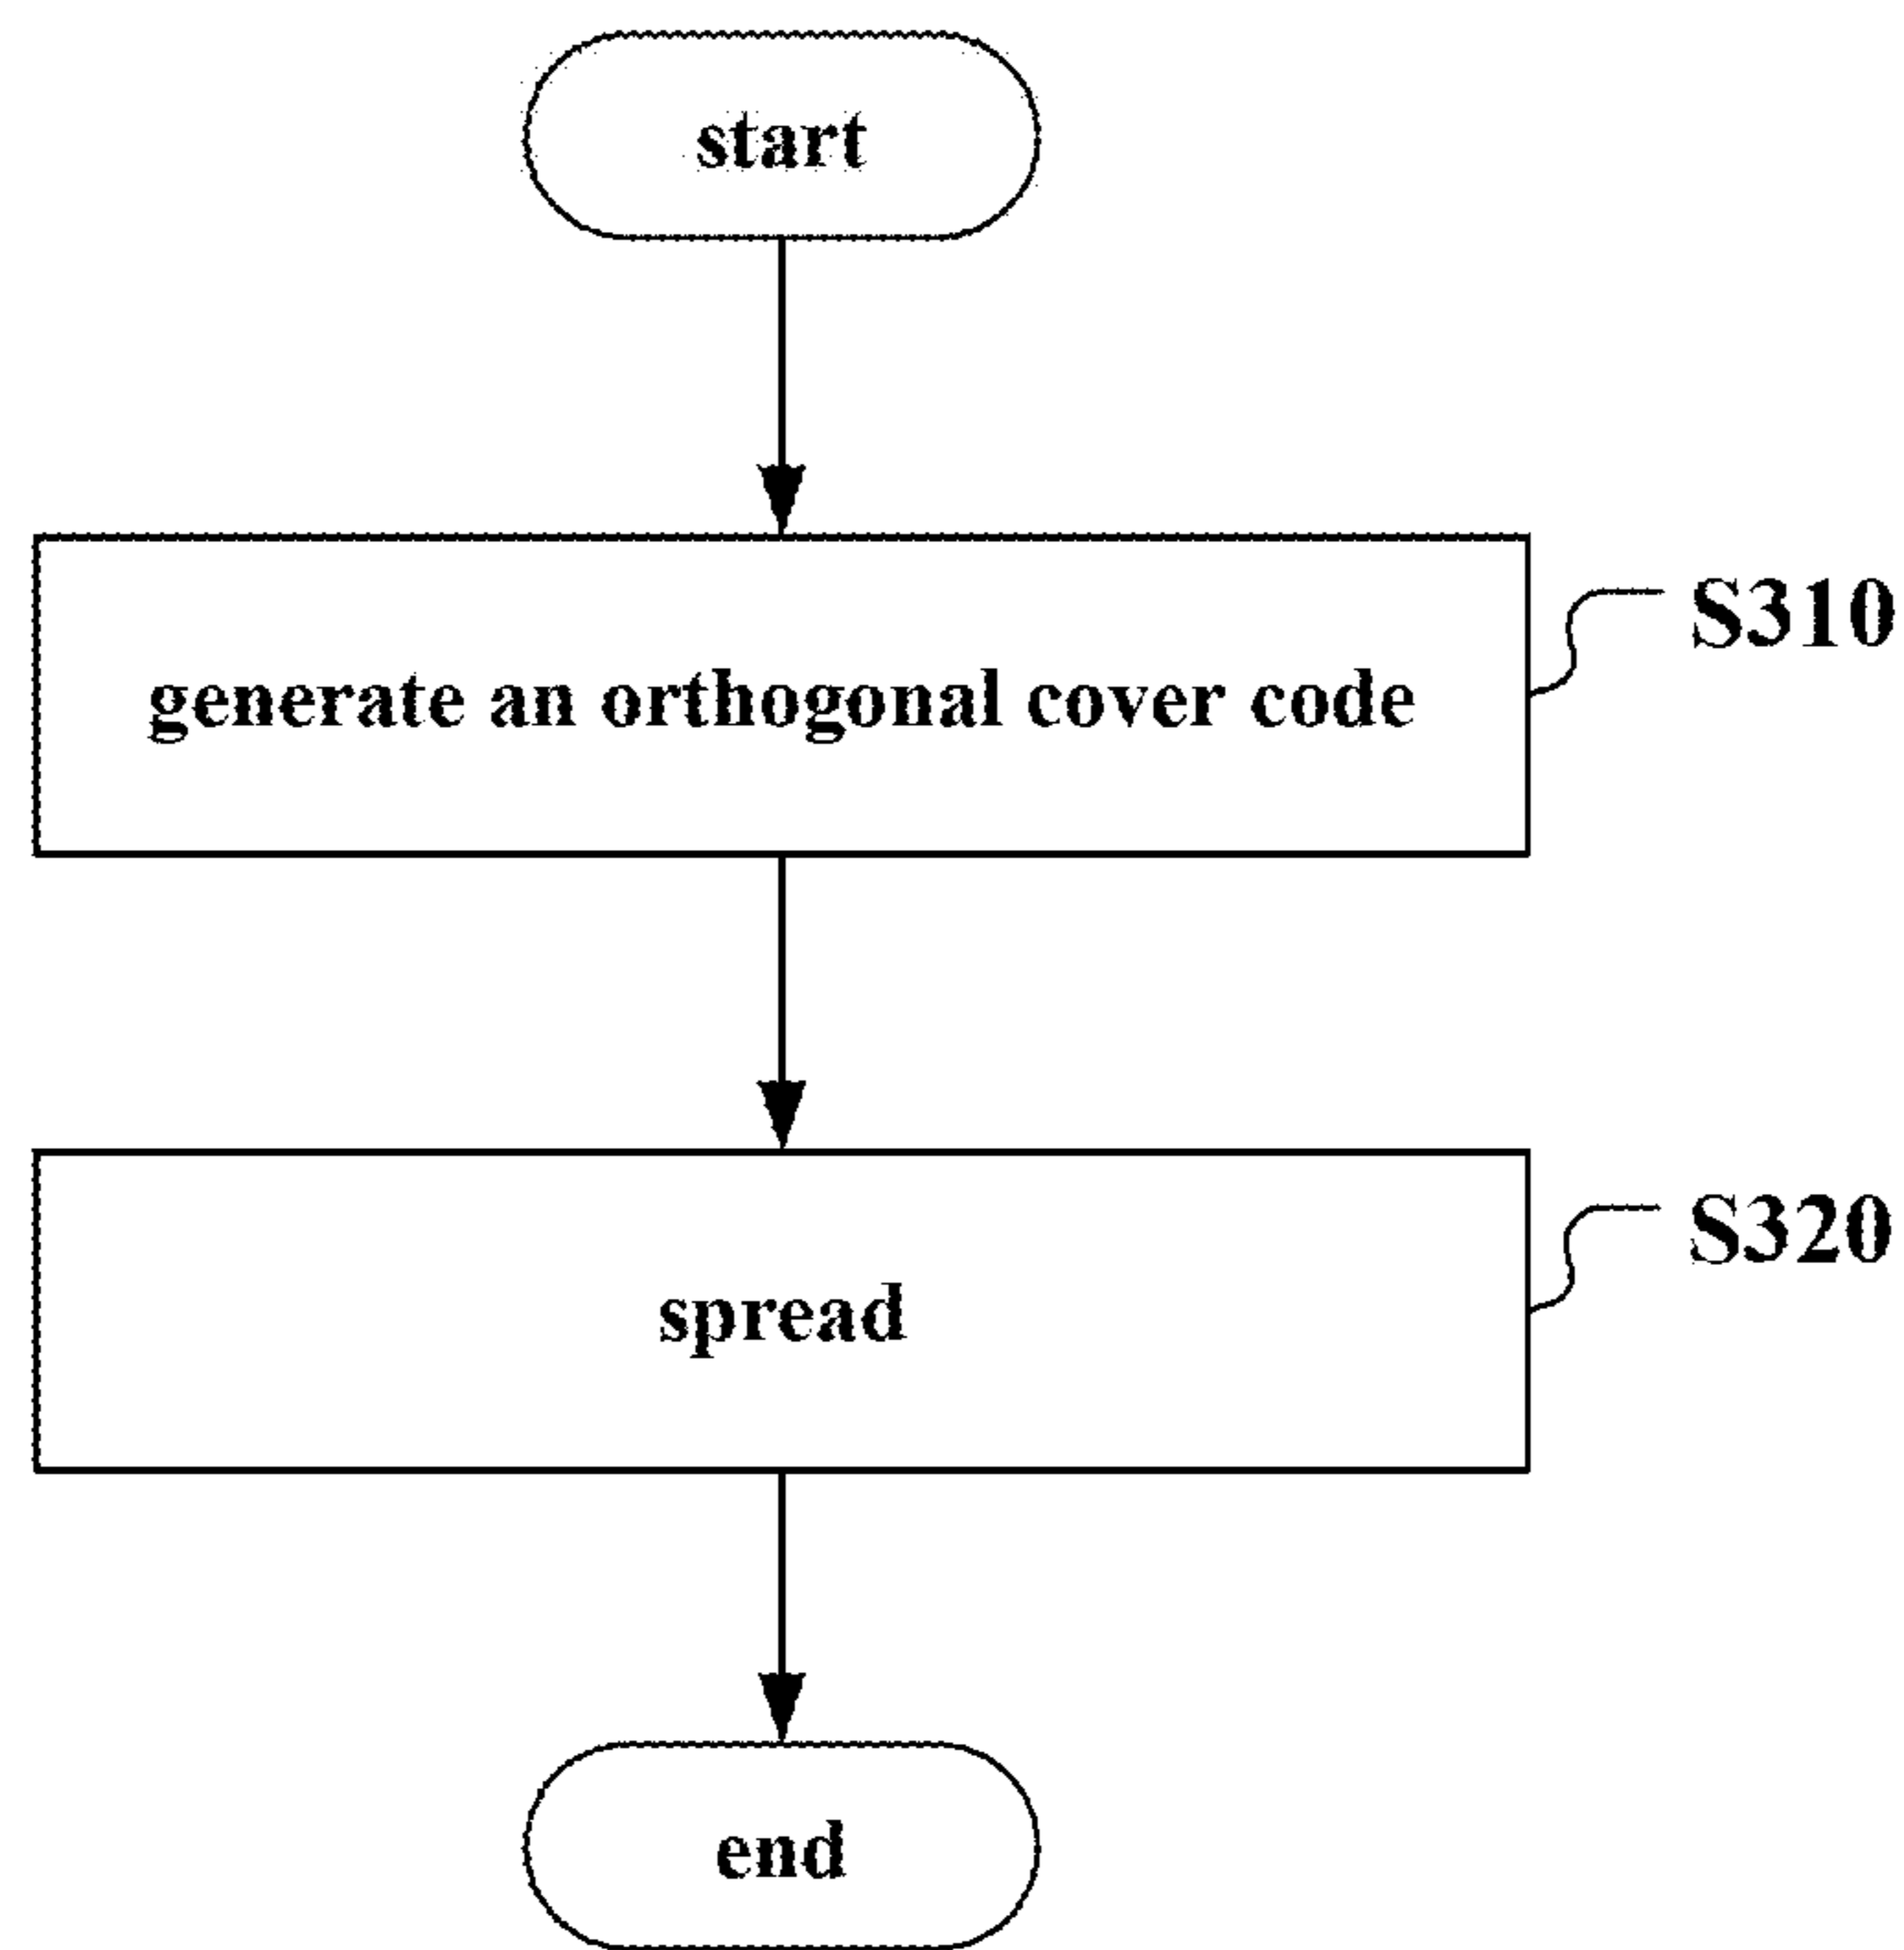 start
S310
generate an orthogonal cover code
S320
spread
end